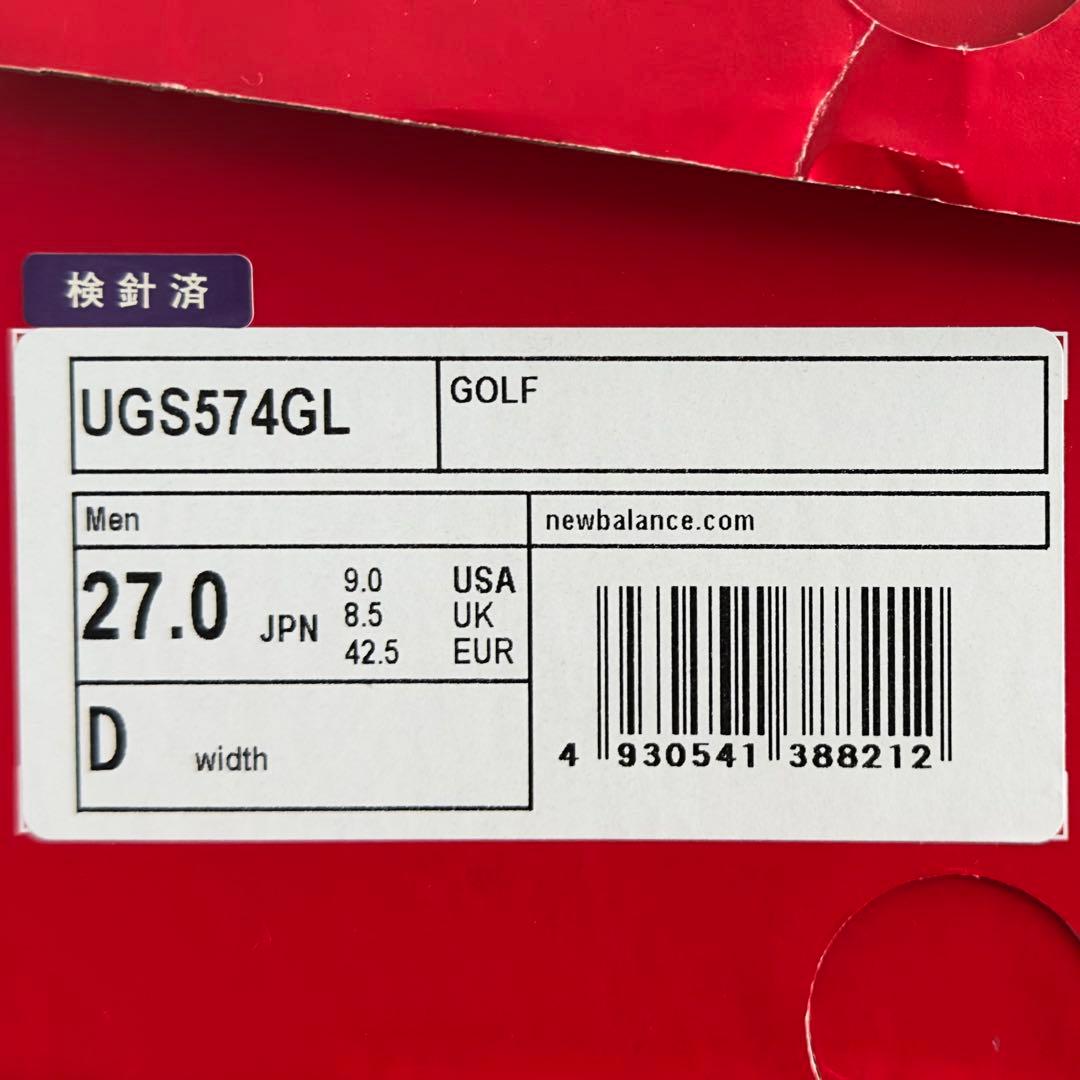 検針済
UGS574GL
GOLF
Men
newbalance.com
27.0 JPN
9.0 USA
8.5 UK
42.5 EUR
D width
4 930541 388212